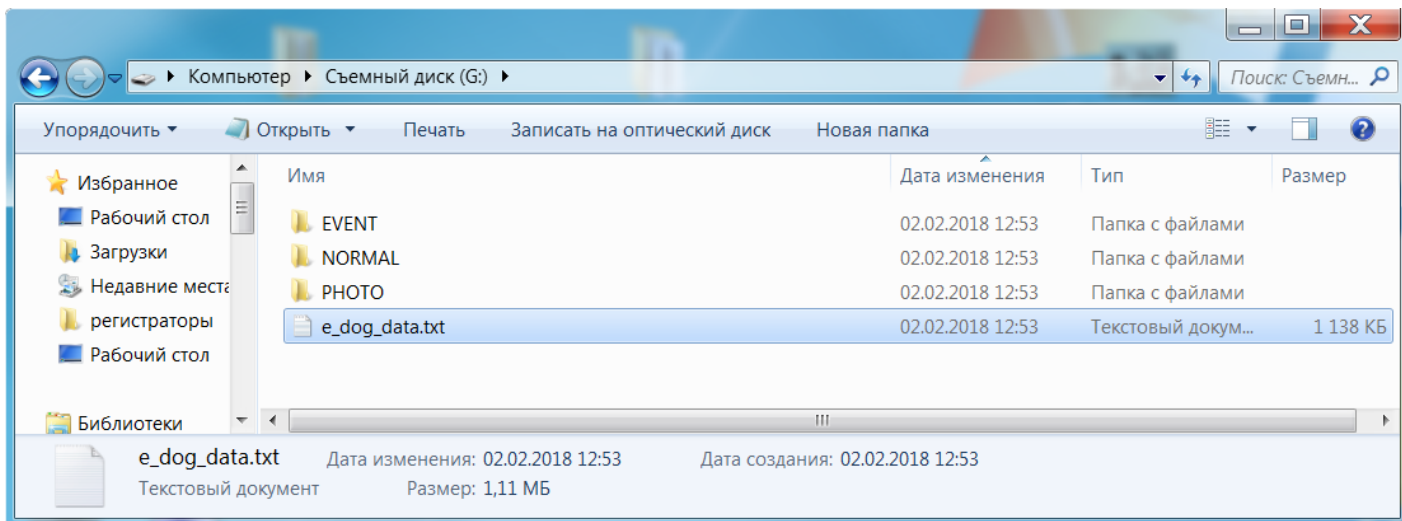 Компьютер ▸ Съемный диск (G:) ▸ Поиск: Съемн...
Упорядочить Открыть Печать Записать на оптический диск Новая папка
Имя Дата изменения Тип Размер
Избранное
Рабочий стол
Загрузки
Недавние места
регистраторы
Рабочий стол
Библиотеки
EVENT 02.02.2018 12:53 Папка с файлами
NORMAL 02.02.2018 12:53 Папка с файлами
PHOTO 02.02.2018 12:53 Папка с файлами
e_dog_data.txt 02.02.2018 12:53 Текстовый докум... 1 138 КБ
e_dog_data.txt Дата изменения: 02.02.2018 12:53 Дата создания: 02.02.2018 12:53
Текстовый документ Размер: 1,11 МБ